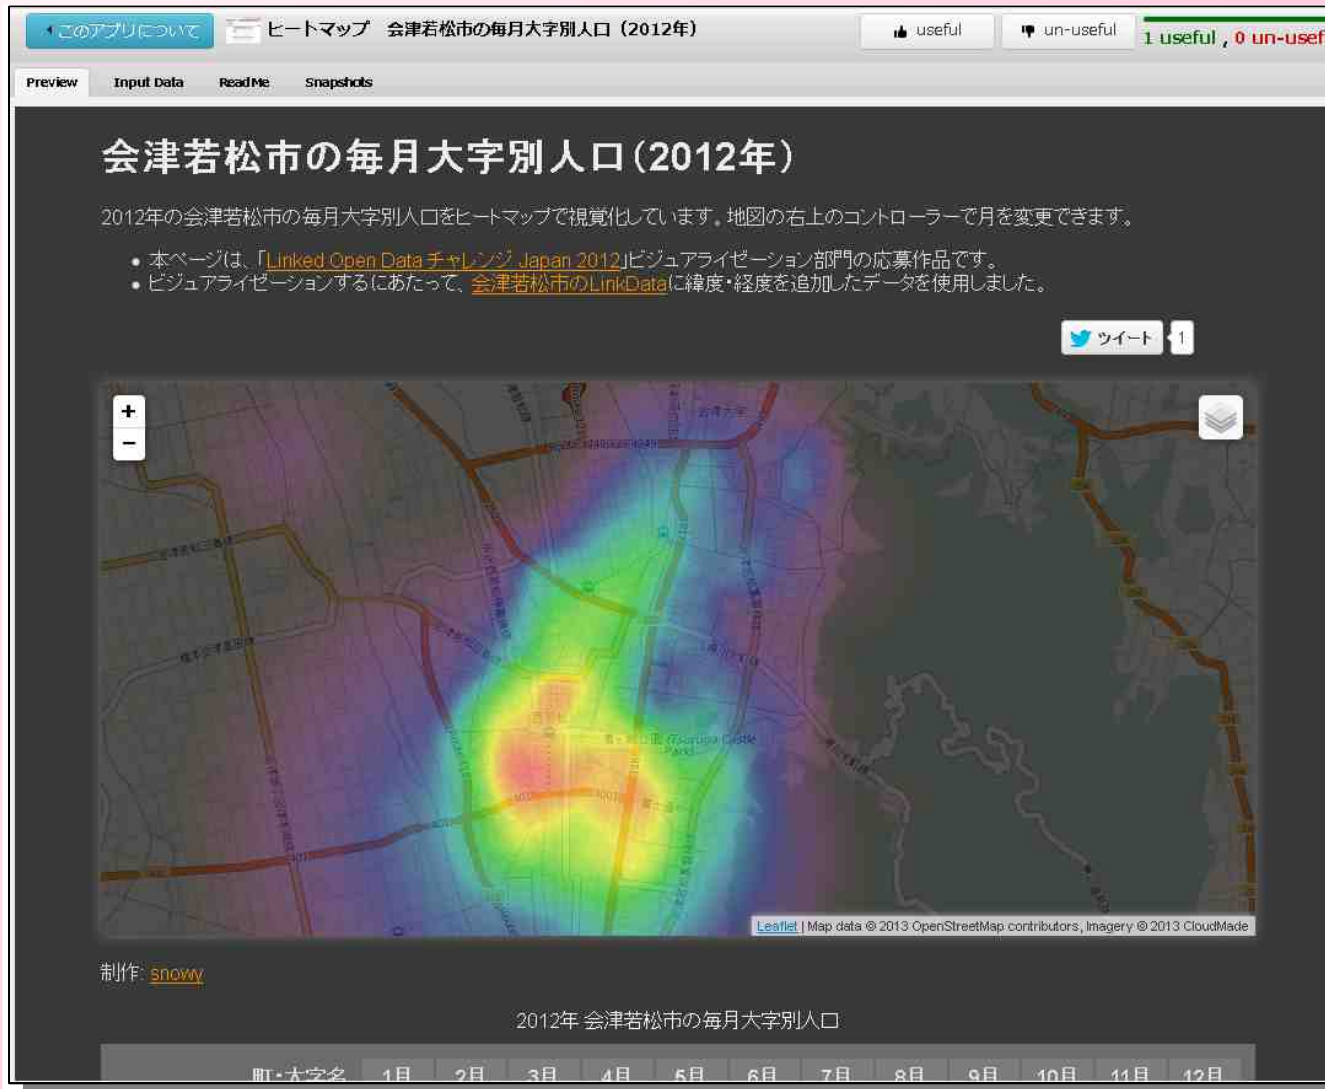 このアプリについて
ヒートマップ 会津若松市の毎月大字別人口（2012年）
useful
un-useful
1 useful , 0 un-usef
Preview
Input Data
ReadMe
Snapshots
会津若松市の毎月大字別人口（2012年）
2012年の会津若松市の毎月大字別人口をヒートマップで視覚化しています。地図の右上のコントローラーで月を変更できます。
• 本ページは、「Linked Open Data チャレンジ Japan 2012」ビジュアライゼーション部門の応募作品です。
• ビジュアライゼーションするにあたって、会津若松市のLinkDataに緯度・経度を追加したデータを使用しました。
ツイート
1
+
−
会津大学
(Tsuruga Castle
Park)
Leaflet | Map data © 2013 OpenStreetMap contributors, Imagery © 2013 CloudMade
制作: snowy
2012年 会津若松市の毎月大字別人口
町・大字名 1月 2月 3月 4月 5月 6月 7月 8月 9月 10月 11月 12月